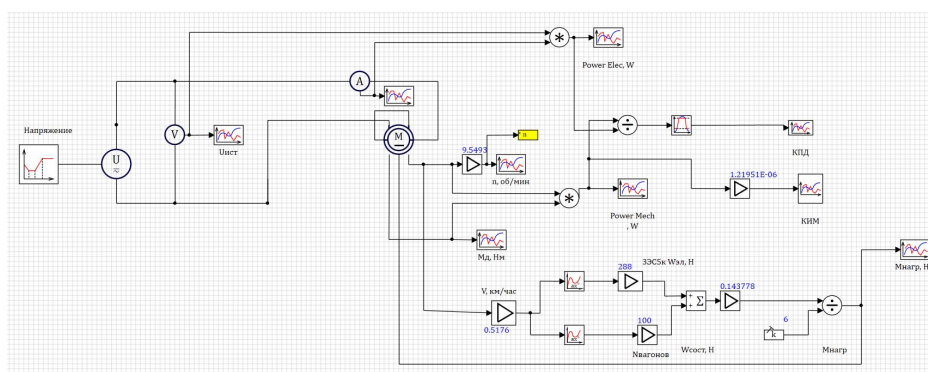 Power Elec, W
A
Напряжение
V
Uист
U
М
9.5493
n
n, об/мин
КПД
1.21951E-06
КИМ
Power Mech
, W
Мд, Нм
Мнагр, Н
3ЭС5к Wэл, Н
288
V, км/час
0.5176
0.143778
Σ
100
6
k
Nвагонов
Wсост, Н
Мнагр